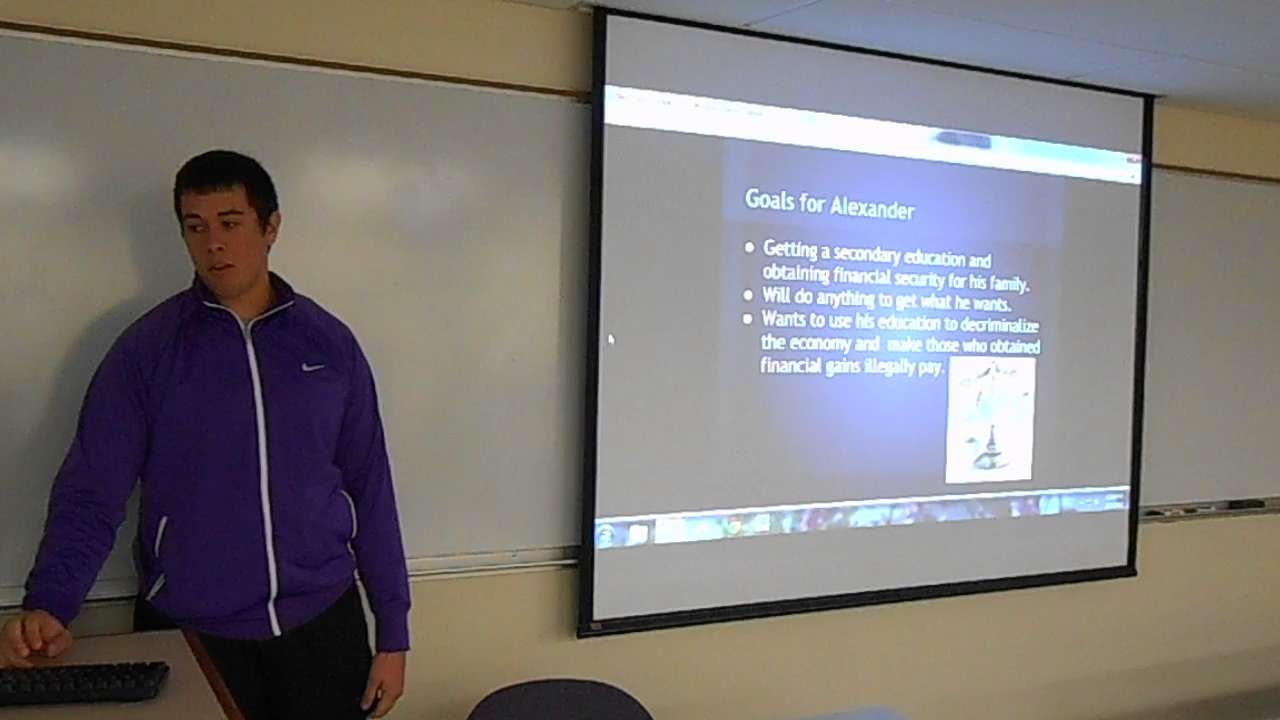 Goals for Alexander
● Getting a secondary education and
obtaining financial security for his family.
● Will do anything to get what he wants.
● Wants to use his education to decriminalize
the economy and make those who obtained
financial gains illegally pay.